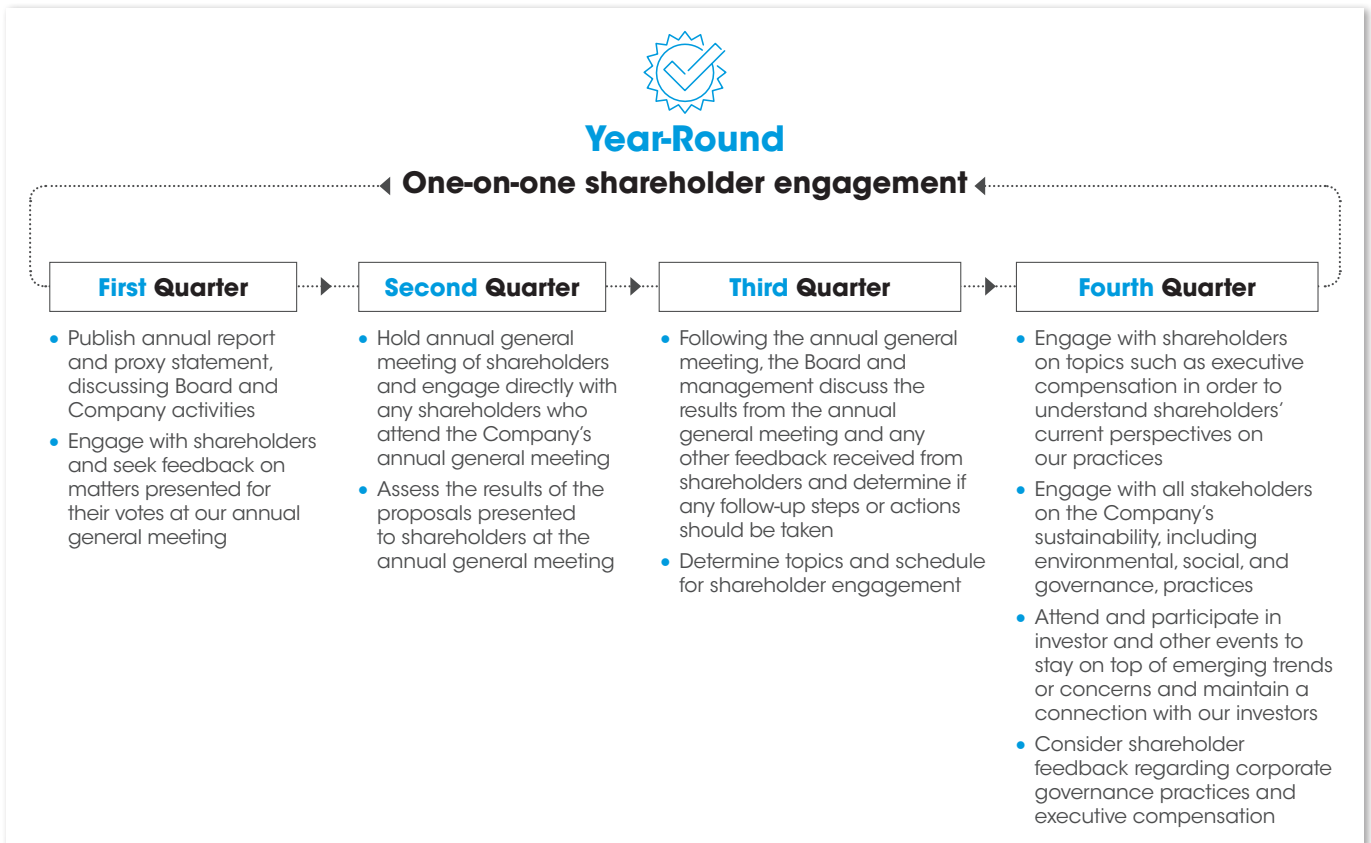 Year-Round
One-on-one shareholder engagement
First Quarter
• Publish annual report
and proxy statement,
discussing Board and
Company activities
• Engage with shareholders
and seek feedback on
matters presented for
their votes at our annual
general meeting
Second Quarter
• Hold annual general
meeting of shareholders
and engage directly with
any shareholders who
attend the Company's
annual general meeting
• Assess the results of the
proposals presented
to shareholders at the
annual general meeting
Third Quarter
• Following the annual general
meeting, the Board and
management discuss the
results from the annual
general meeting and any
other feedback received from
shareholders and determine if
any follow-up steps or actions
should be taken
• Determine topics and schedule
for shareholder engagement
Fourth Quarter
• Engage with shareholders
on topics such as executive
compensation in order to
understand shareholders'
current perspectives on
our practices
• Engage with all stakeholders
on the Company's
sustainability, including
environmental, social, and
governance, practices
• Attend and participate in
investor and other events to
stay on top of emerging trends
or concerns and maintain a
connection with our investors
• Consider shareholder
feedback regarding corporate
governance practices and
executive compensation